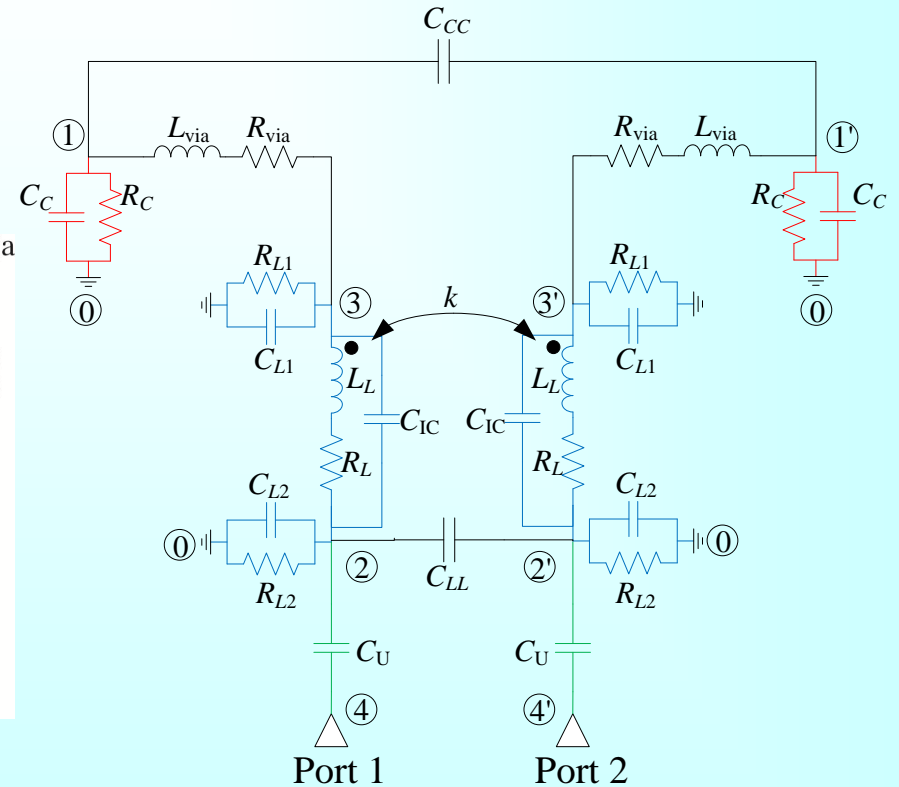 C_CC
① L_via R_via R_via L_via ①'
C_C R_C R_C C_C
a
R_L1 R_L1
⓪ ③ k ③' ⓪
C_L1 C_L1
L_L L_L
C_IC C_IC
R_L R_L
C_L2 C_L2
⓪ ⓪
② C_LL ②'
R_L2 R_L2
C_U C_U
④ ④'
Port 1 Port 2